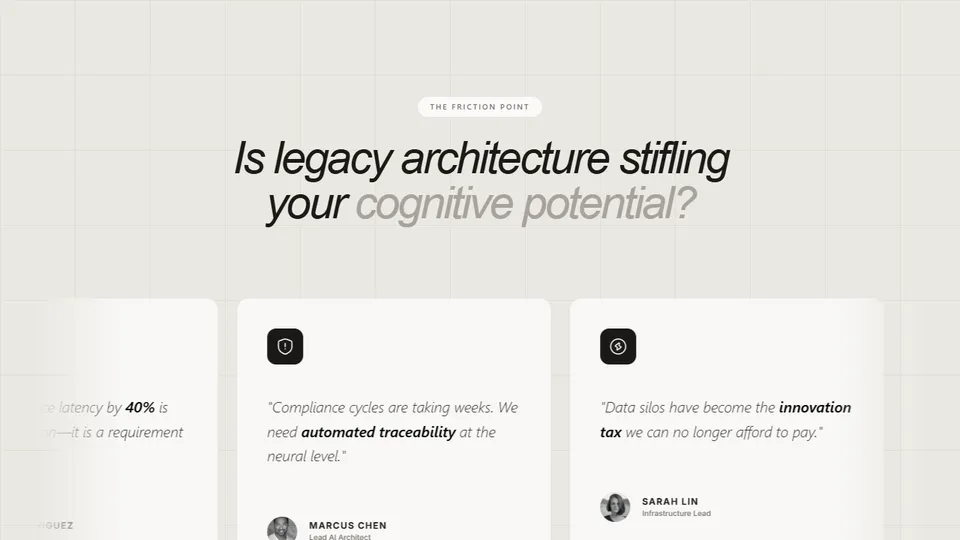 THE FRICTION POINT
Is legacy architecture stifling
your cognitive potential?
latency by 40% is
is a requirement
"Compliance cycles are taking weeks. We
need automated traceability at the
neural level."
MARCUS CHEN
Lead AI Architect
"Data silos have become the innovation
tax we can no longer afford to pay."
SARAH LIN
Infrastructure Lead